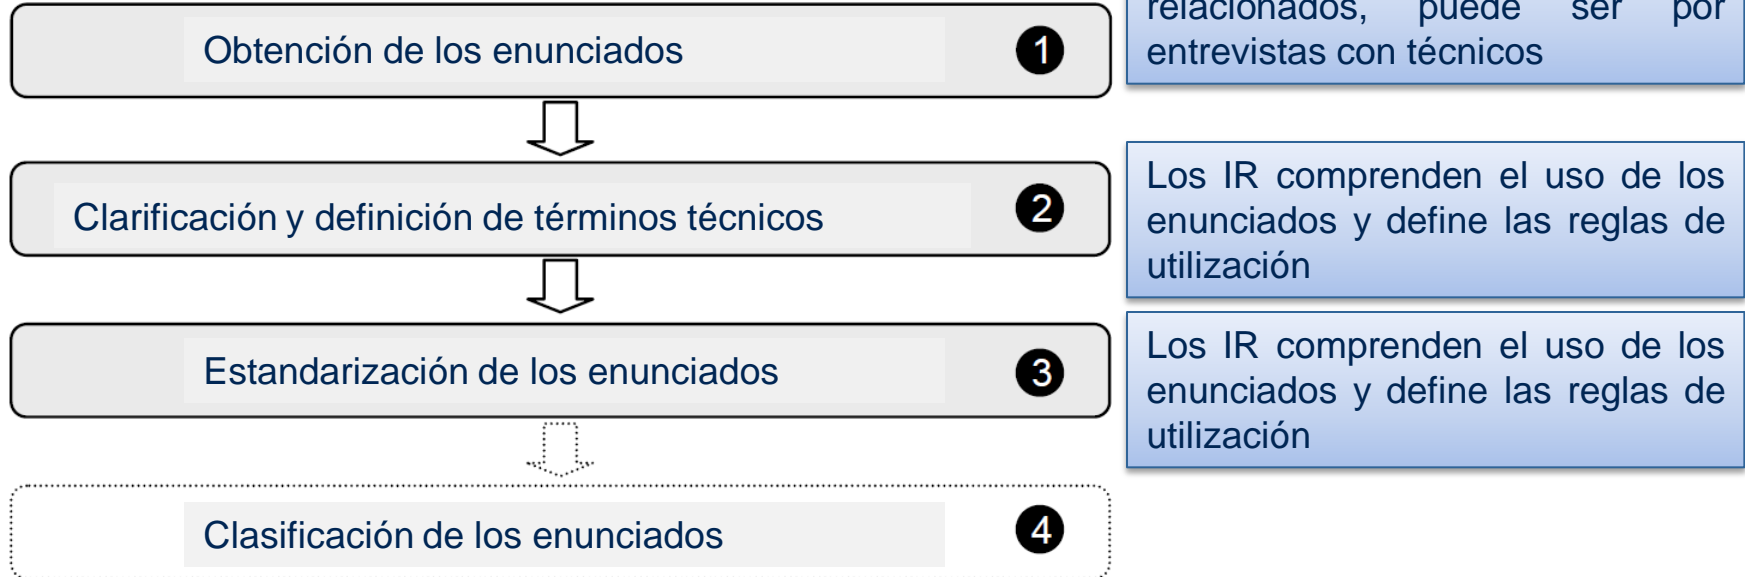 relacionados, puede ser por
entrevistas con técnicos
Obtención de los enunciados 1
Clarificación y definición de términos técnicos 2
Los IR comprenden el uso de los
enunciados y define las reglas de
utilización
Estandarización de los enunciados 3
Los IR comprenden el uso de los
enunciados y define las reglas de
utilización
Clasificación de los enunciados 4